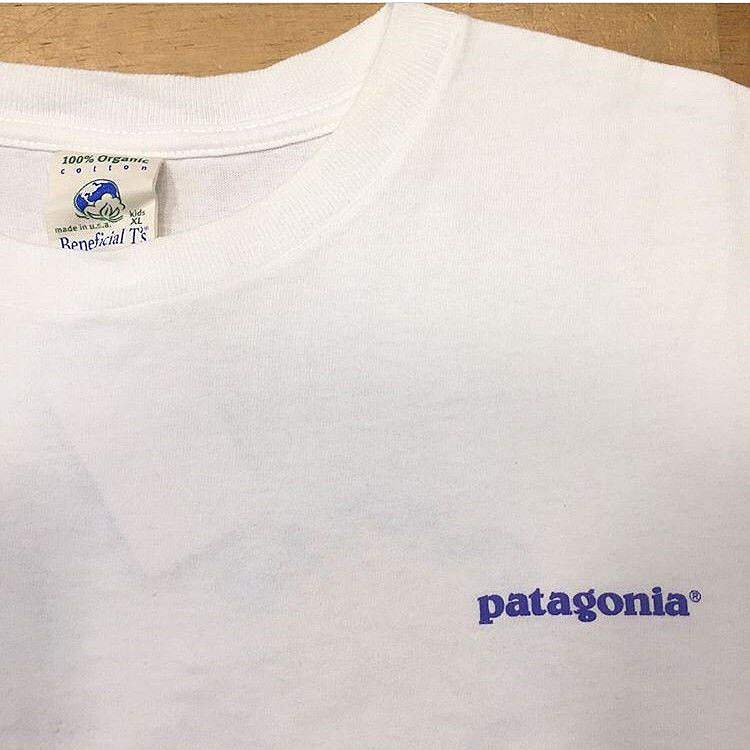 100% Organic
cotton
kids
XL
made in u.s.a.
Beneficial T's
patagonia®